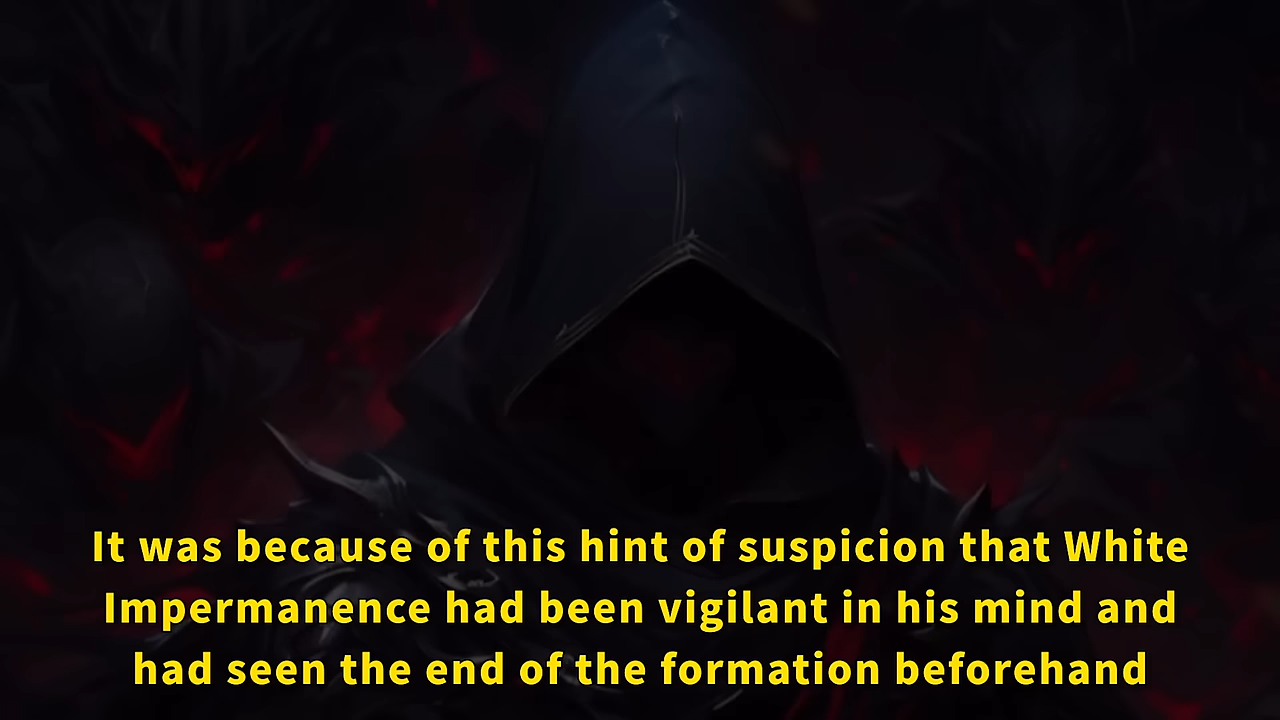 It was because of this hint of suspicion that White
Impermanence had been vigilant in his mind and
had seen the end of the formation beforehand